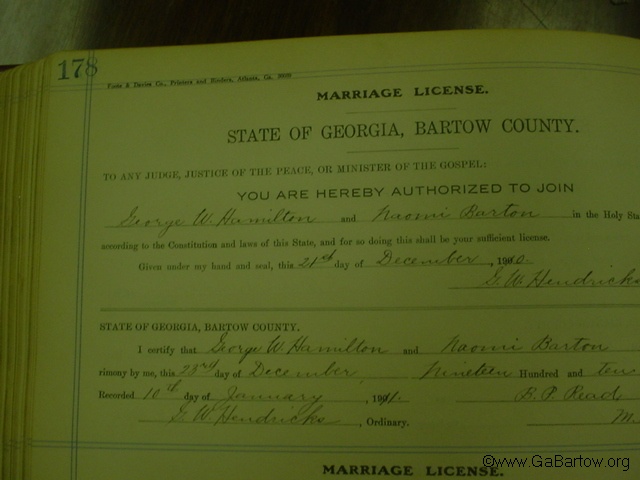 178
Foote & Davies Co., Printers and Binders, Atlanta, Ga.
MARRIAGE LICENSE.
STATE OF GEORGIA, BARTOW COUNTY.
TO ANY JUDGE, JUSTICE OF THE PEACE, OR MINISTER OF THE GOSPEL:
YOU ARE HEREBY AUTHORIZED TO JOIN
George W. Hamilton and Naomi Barton in the Holy Sta
according to the Constitution and laws of this State, and for so doing this shall be your sufficient license.
Given under my hand and seal, this 21st day of December, 1910.
G. W. Hendricks
STATE OF GEORGIA, BARTOW COUNTY.
I certify that George W. Hamilton and Naomi Barton
rimony by me, this 23rd day of December, Nineteen Hundred and ten
Recorded 10th day of January, 1911. R. P. Read
G. W. Hendricks, Ordinary. M.
MARRIAGE LICENSE.
©www.GaBartow.org